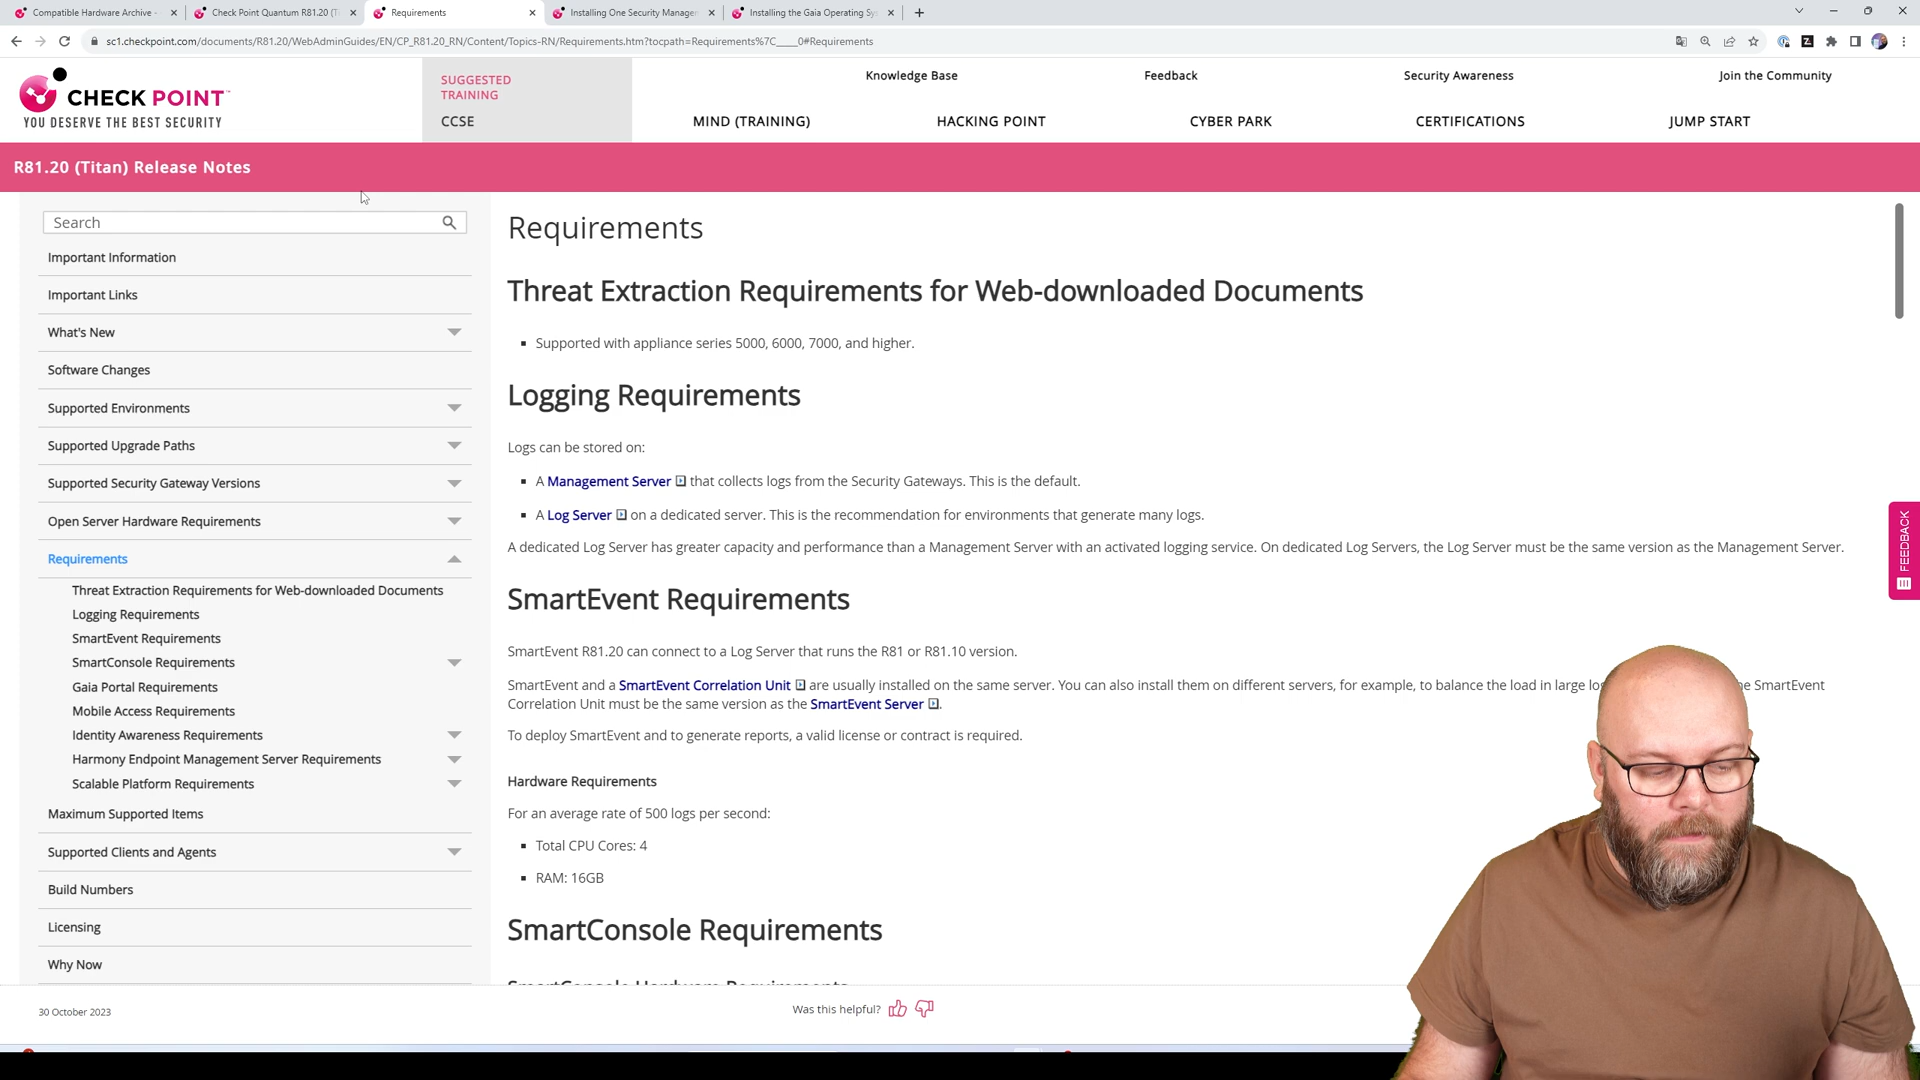 Compatible Hardware Archive -
Check Point Quantum R81.20 (Ti
Requirements
Installing One Security Manage
Installing the Gaia Operating Sy
sc1.checkpoint.com/documents/R81.20/WebAdminGuides/EN/CP_R81.20_RN/Content/Topics-RN/Requirements.htm?tocpath=Requirements%7C_____0#Requirements
CHECK POINT™
YOU DESERVE THE BEST SECURITY
SUGGESTED
TRAINING
CCSE
Knowledge Base
Feedback
Security Awareness
Join the Community
MIND (TRAINING)
HACKING POINT
CYBER PARK
CERTIFICATIONS
JUMP START
R81.20 (Titan) Release Notes
Search
Important Information
Important Links
What's New
Software Changes
Supported Environments
Supported Upgrade Paths
Supported Security Gateway Versions
Open Server Hardware Requirements
Requirements
Threat Extraction Requirements for Web-downloaded Documents
Logging Requirements
SmartEvent Requirements
SmartConsole Requirements
Gaia Portal Requirements
Mobile Access Requirements
Identity Awareness Requirements
Harmony Endpoint Management Server Requirements
Scalable Platform Requirements
Maximum Supported Items
Supported Clients and Agents
Build Numbers
Licensing
Why Now
Requirements
Threat Extraction Requirements for Web-downloaded Documents
▪ Supported with appliance series 5000, 6000, 7000, and higher.
Logging Requirements
Logs can be stored on:
▪ A Management Server that collects logs from the Security Gateways. This is the default.
▪ A Log Server on a dedicated server. This is the recommendation for environments that generate many logs.
A dedicated Log Server has greater capacity and performance than a Management Server with an activated logging service. On dedicated Log Servers, the Log Server must be the same version as the Management Server.
SmartEvent Requirements
SmartEvent R81.20 can connect to a Log Server that runs the R81 or R81.10 version.
SmartEvent and a SmartEvent Correlation Unit are usually installed on the same server. You can also install them on different servers, for example, to balance the load in large SmartEvent
Correlation Unit must be the same version as the SmartEvent Server.
To deploy SmartEvent and to generate reports, a valid license or contract is required.
Hardware Requirements
For an average rate of 500 logs per second:
▪ Total CPU Cores: 4
▪ RAM: 16GB
SmartConsole Requirements
SmartConsole Hardware Requirements
FEEDBACK
30 October 2023
Was this helpful?